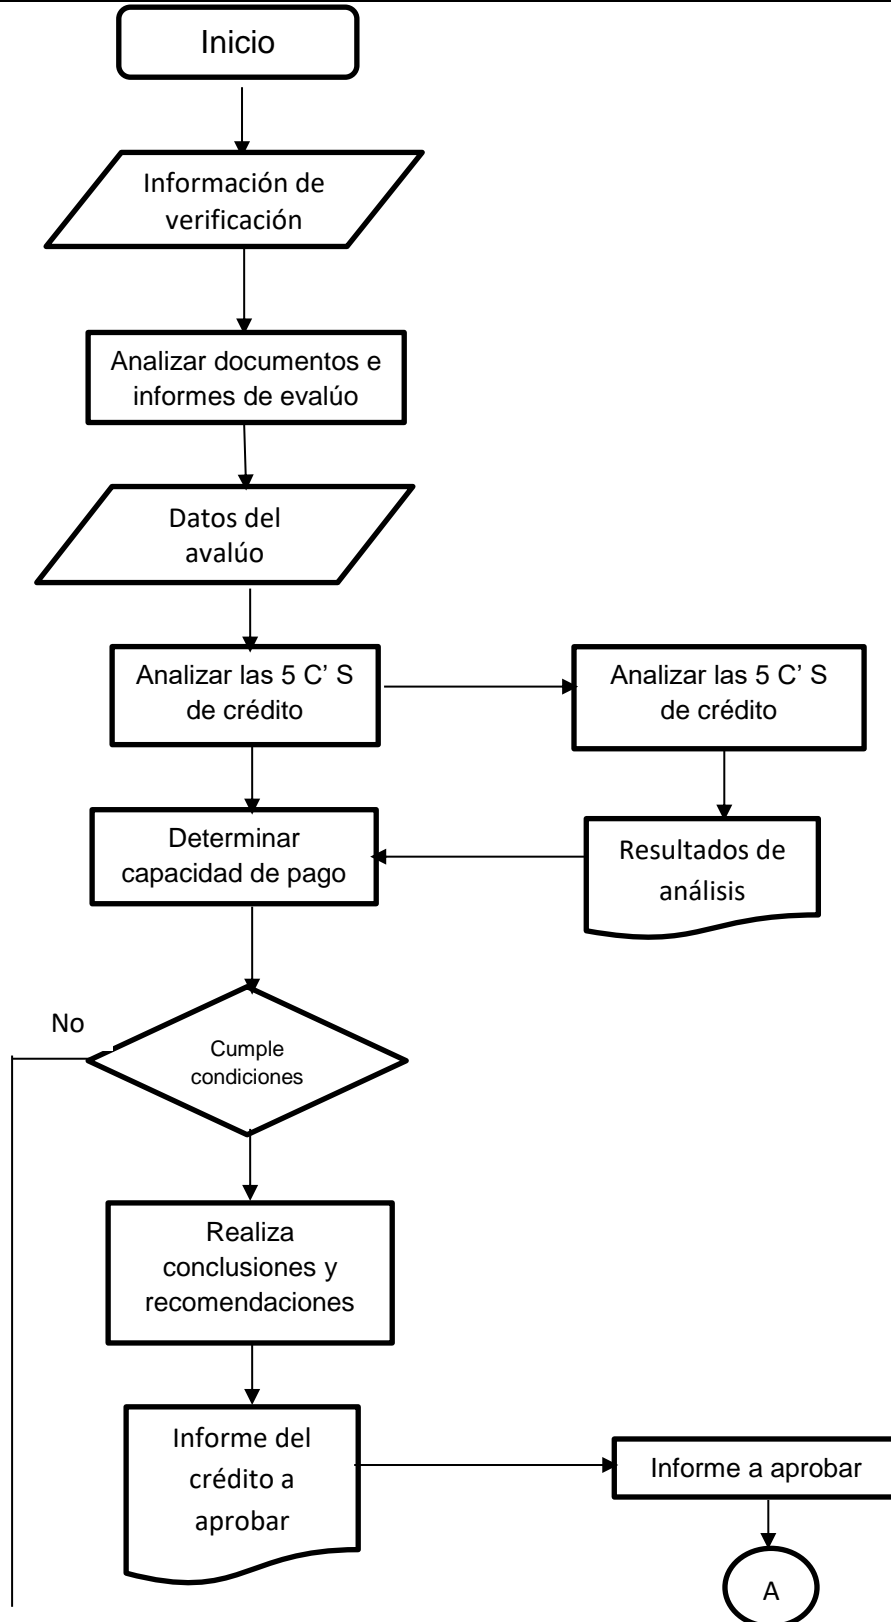 Inicio
Información de
verificación
Analizar documentos e
informes de evalúo
Datos del
avalúo
Analizar las 5 C’ S
de crédito
Analizar las 5 C’ S
de crédito
Determinar
capacidad de pago
Resultados de
análisis
No
Cumple
condiciones
Realiza
conclusiones y
recomendaciones
Informe del
crédito a
aprobar
Informe a aprobar
A